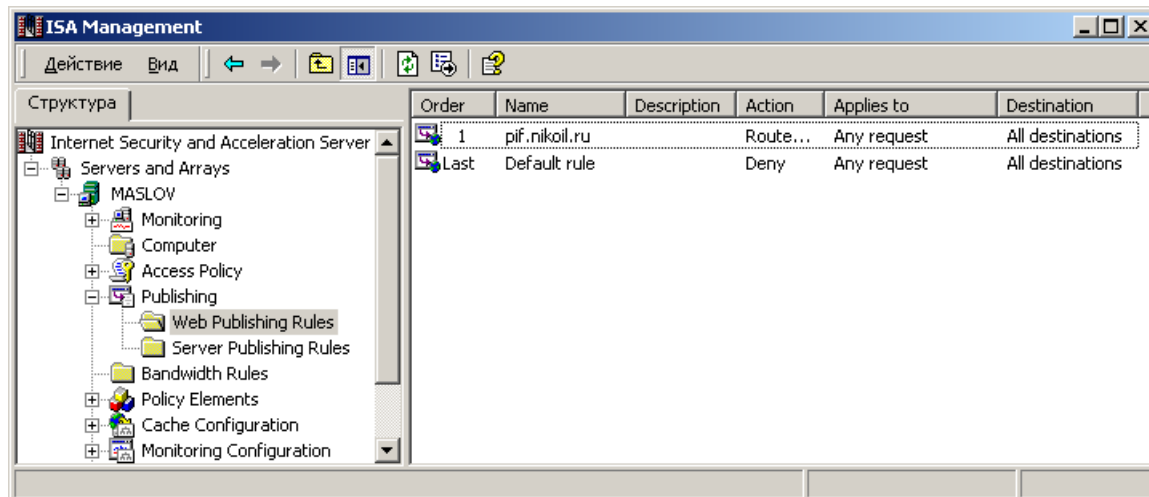 ISA Management
Действие Вид
Структура
Internet Security and Acceleration Server
Servers and Arrays
MASLOV
Monitoring
Computer
Access Policy
Publishing
Web Publishing Rules
Server Publishing Rules
Bandwidth Rules
Policy Elements
Cache Configuration
Monitoring Configuration
Order Name Description Action Applies to Destination
1 pif.nikoil.ru Route... Any request All destinations
Last Default rule Deny Any request All destinations